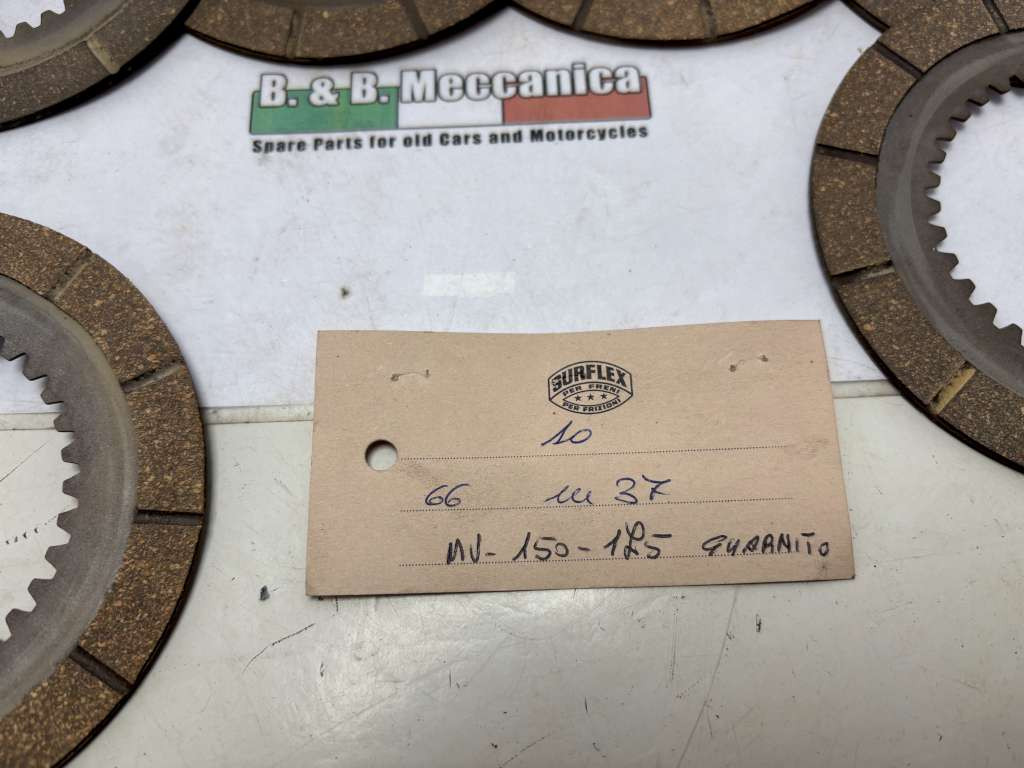 B. & B. Meccanica
Spare Parts for old Cars and Motorcycles
SURFLEX
PER FRENI
PER FRIZIONI
10
66 m 37
MV - 150 - 125 GURANITO